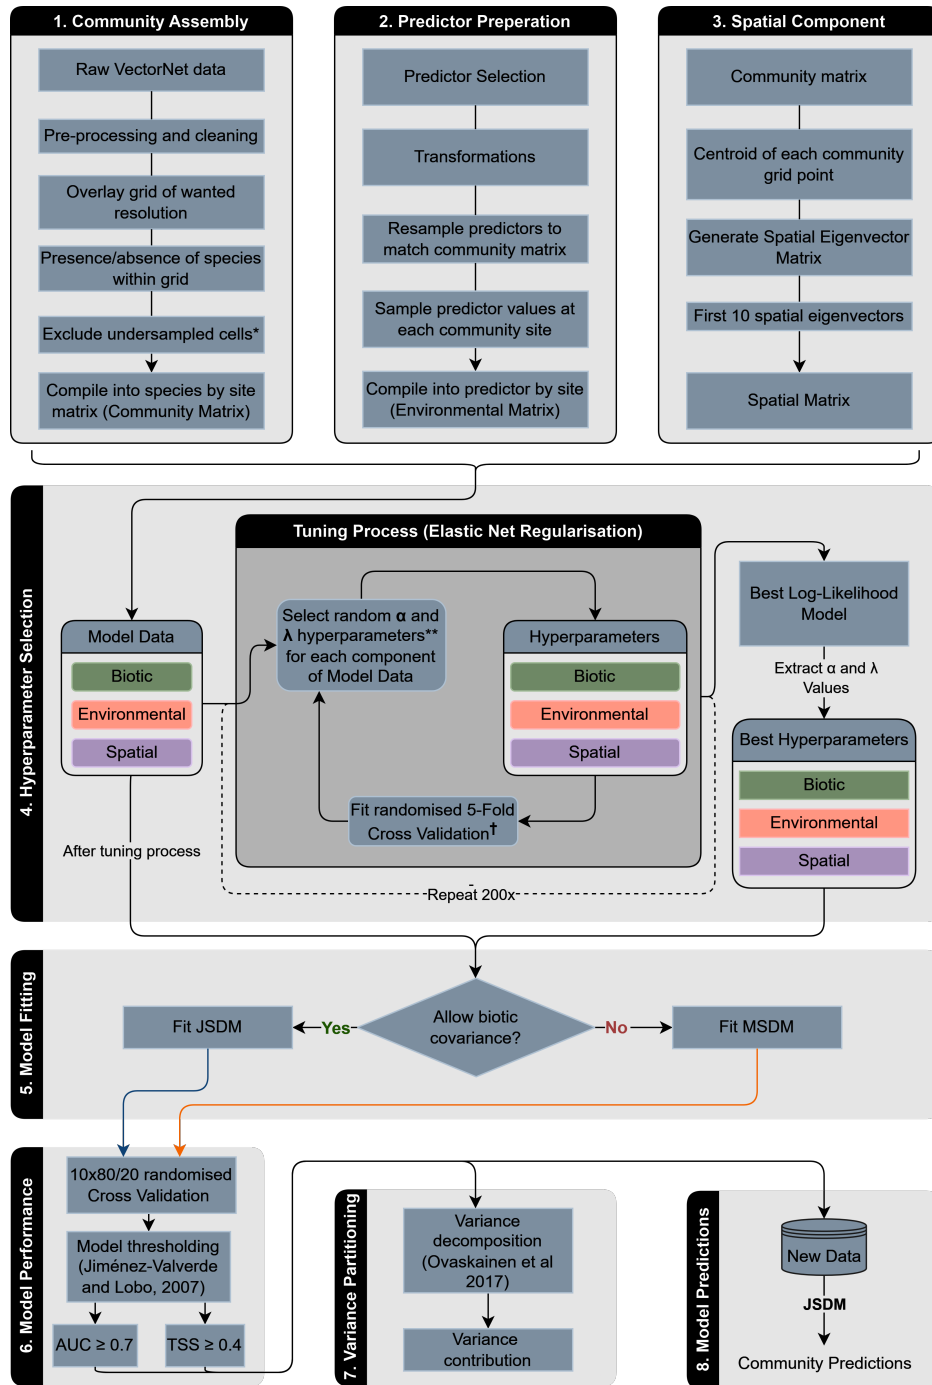 1. Community Assembly
Raw VectorNet data
Pre-processing and cleaning
Overlay grid of wanted
resolution
Presence/absence of species
within grid
Exclude undersampled cells*
Compile into species by site
matrix (Community Matrix)
2. Predictor Preperation
Predictor Selection
Transformations
Resample predictors to
match community matrix
Sample predictor values at
each community site
Compile into predictor by site
(Environmental Matrix)
3. Spatial Component
Community matrix
Centroid of each community
grid point
Generate Spatial Eigenvector
Matrix
First 10 spatial eigenvectors
Spatial Matrix
4. Hyperparameter Selection
Model Data
Biotic
Environmental
Spatial
After tuning process
Tuning Process (Elastic Net Regularisation)
Select random α and
λ hyperparameters**
for each component
of Model Data
Hyperparameters
Biotic
Environmental
Spatial
Fit randomised 5-Fold
Cross Validation†
Repeat 200x
Best Log-Likelihood
Model
Extract α and λ
Values
Best Hyperparameters
Biotic
Environmental
Spatial
5. Model Fitting
Fit JSDM
Yes
Allow biotic
covariance?
No
Fit MSDM
6. Model Performance
10x80/20 randomised
Cross Validation
Model thresholding
(Jiménez-Valverde
and Lobo, 2007)
AUC ≥ 0.7
TSS ≥ 0.4
7. Variance Partitioning
Variance
decomposition
(Ovaskainen et al
2017)
Variance
contribution
8. Model Predictions
New Data
JSDM
Community Predictions